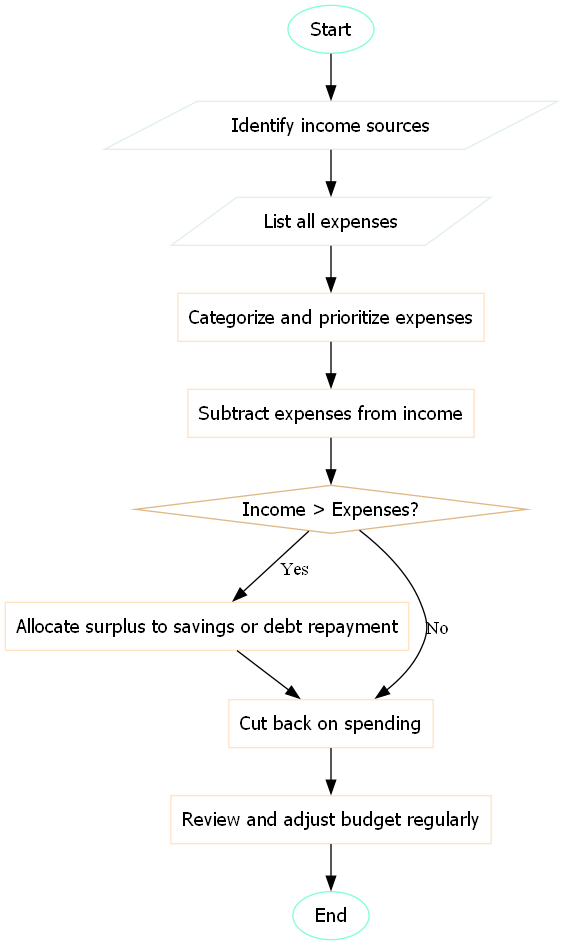 Start
Identify income sources
List all expenses
Categorize and prioritize expenses
Subtract expenses from income
Income > Expenses?
Yes
Allocate surplus to savings or debt repayment
No
Cut back on spending
Review and adjust budget regularly
End